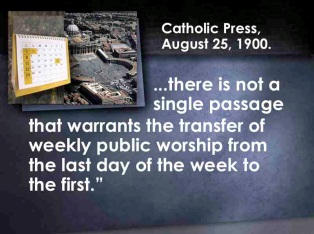 Catholic Press,
August 25, 1900.
...there is not a
single passage
that warrants the transfer of
weekly public worship from
the last day of the week to
the first.”